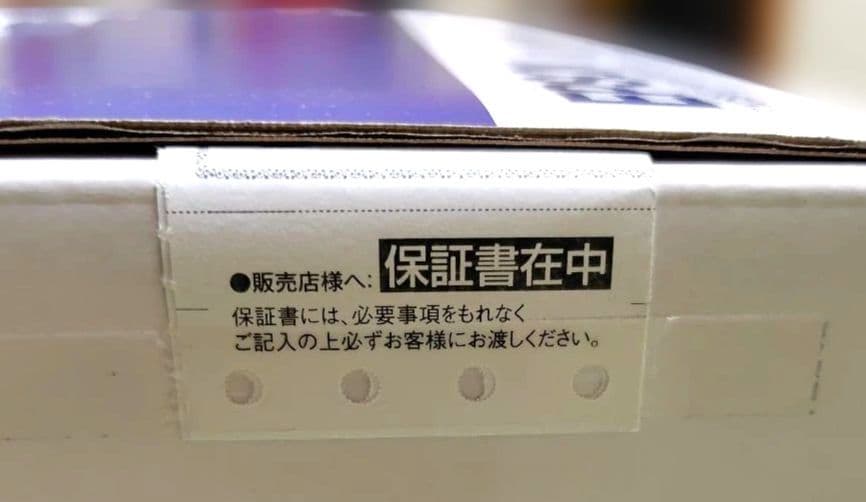 ●販売店様へ: 保証書在中
保証書には、必要事項をもれなく
ご記入の上必ずお客様にお渡しください。